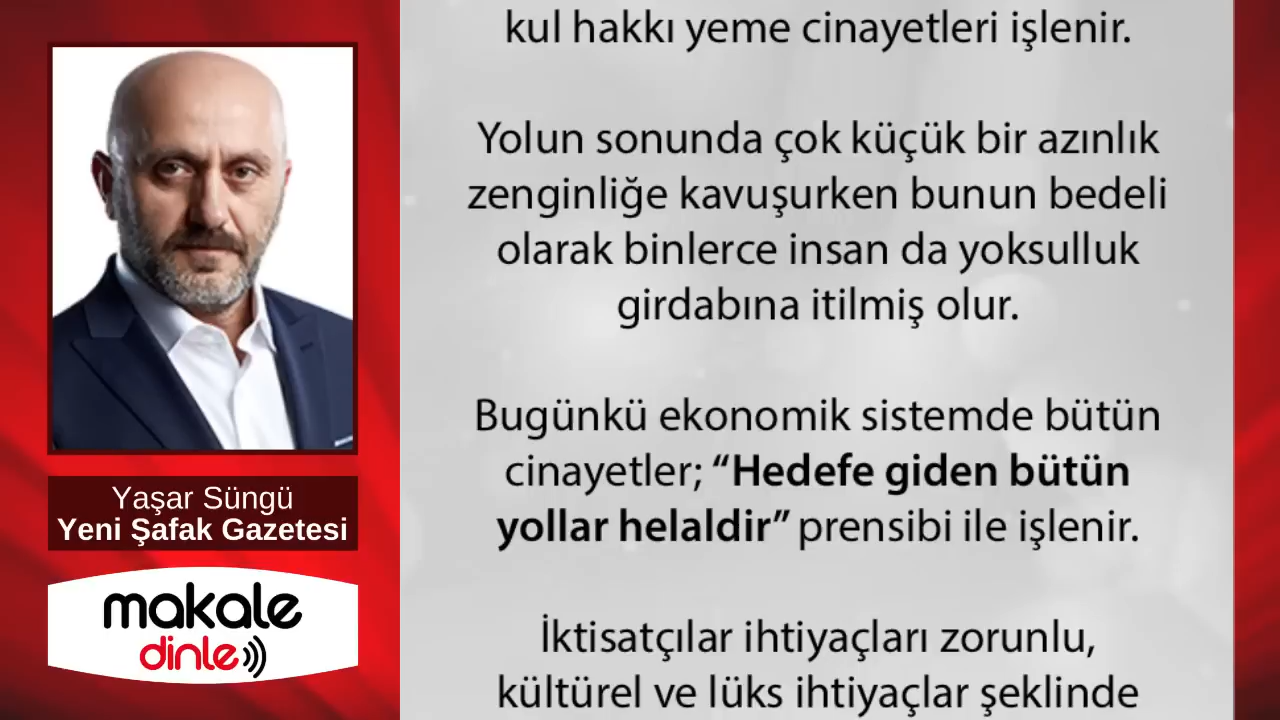 kul hakkı yeme cinayetleri işlenir.
Yolun sonunda çok küçük bir azınlık
zenginliğe kavuşurken bunun bedeli
olarak binlerce insan da yoksulluk
girdabına itilmiş olur.
Bugünkü ekonomik sistemde bütün
cinayetler; “Hedefe giden bütün
yollar helaldir” prensibi ile işlenir.
İktisatçılar ihtiyaçları zorunlu,
kültürel ve lüks ihtiyaçlar şeklinde
Yaşar Süngü
Yeni Şafak Gazetesi
makale
dinle